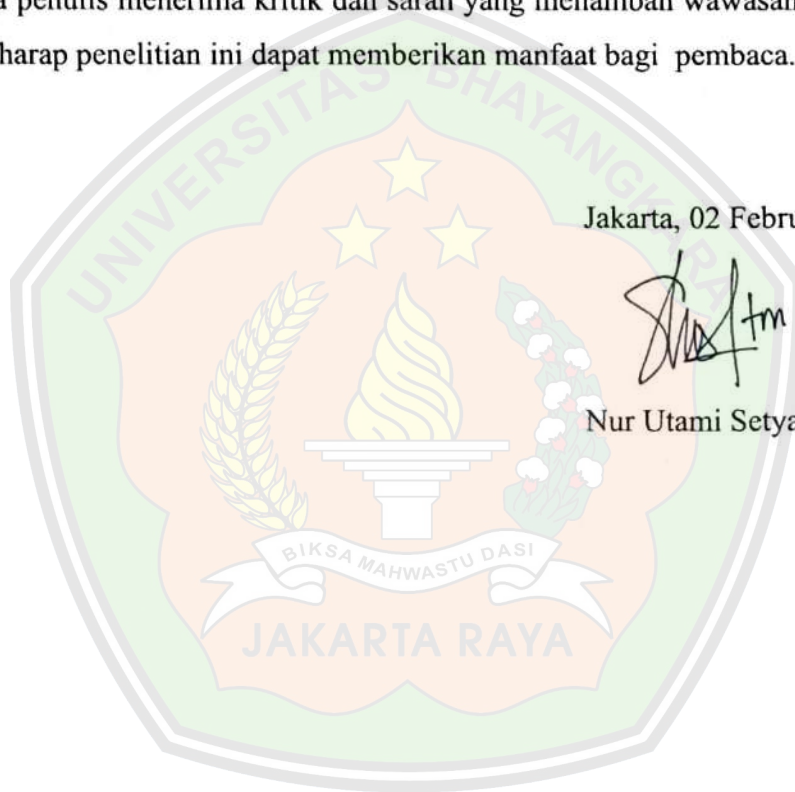 penulis menerima kritik dan saran yang menambah wawasan
harap penelitian ini dapat memberikan manfaat bagi pembaca.
UNIVERSITAS BHAYANGKARA
Jakarta, 02 Febru
Nur Utami Setya
BIKSA MAHWASTU DASI
JAKARTA RAYA